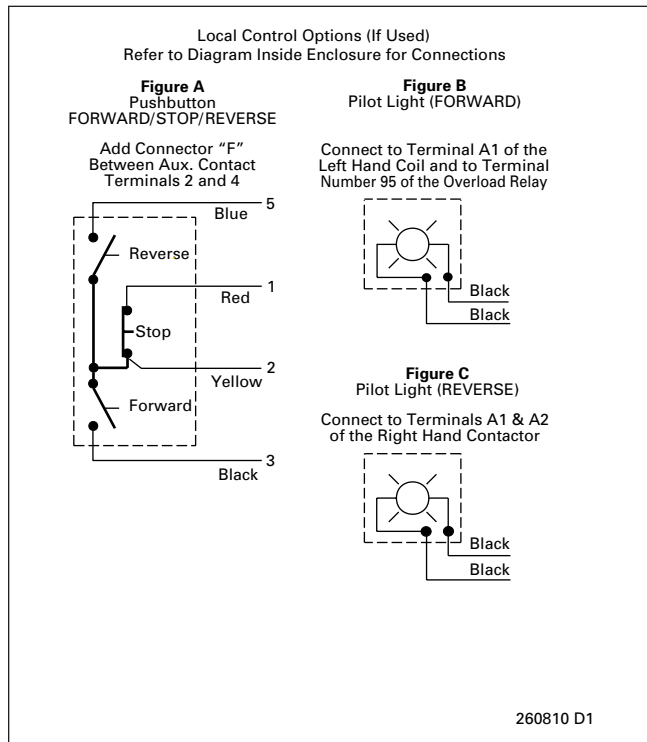 Local Control Options (If Used)
Refer to Diagram Inside Enclosure for Connections
Figure A
Pushbutton
FORWARD/STOP/REVERSE
Add Connector “F”
Between Aux. Contact
Terminals 2 and 4
5
Blue
Reverse
1
Red
Stop
2
Yellow
Forward
3
Black
Figure B
Pilot Light (FORWARD)
Connect to Terminal A1 of the
Left Hand Coil and to Terminal
Number 95 of the Overload Relay
Black
Black
Figure C
Pilot Light (REVERSE)
Connect to Terminals A1 & A2
of the Right Hand Contactor
Black
Black
260810 D1